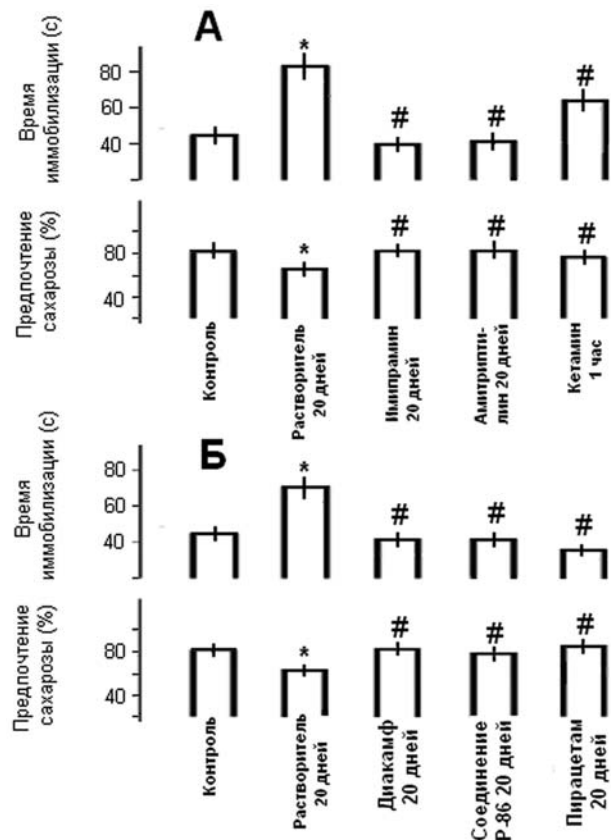 А
Время
иммобилизации (с)
80
60
40
*
#
#
#
Предпочтение
сахарозы (%)
80
40
*
#
#
#
Контроль
Растворитель
20 дней
Имипрамин
20 дней
Амитрипти-
лин 20 дней
Кетамин
1 час
Б
Время
иммобилизации (с)
80
60
40
*
#
#
#
Предпочтение
сахарозы (%)
80
40
*
#
#
#
Контроль
Растворитель
20 дней
Диакамф
20 дней
Соединение
Р-86 20 дней
Пирацетам
20 дней